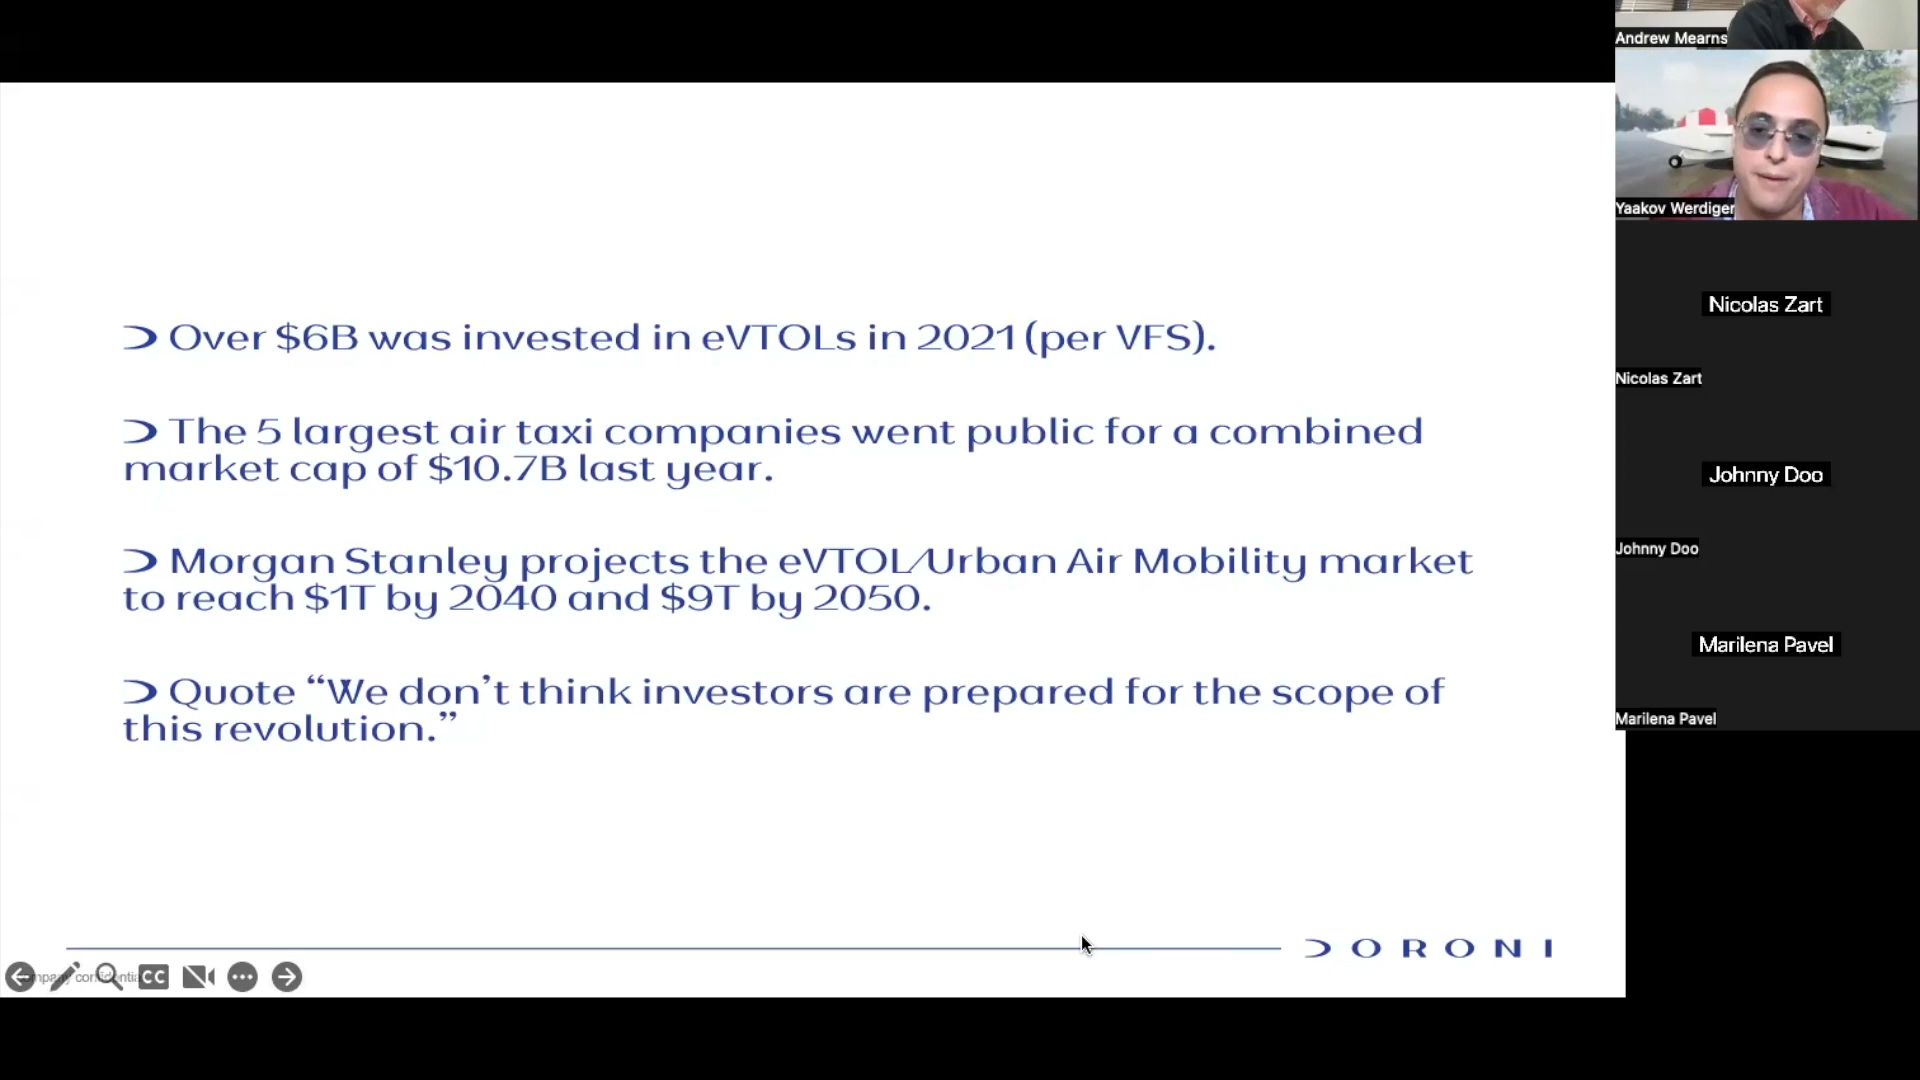 Over $6B was invested in eVTOLs in 2021 (per VFS).
The 5 largest air taxi companies went public for a combined
market cap of $10.7B last year.
Morgan Stanley projects the eVTOL/Urban Air Mobility market
to reach $1T by 2040 and $9T by 2050.
Quote “We don’t think investors are prepared for the scope of
this revolution.”
DORONI
company confidential
CC
Andrew Mearns
Yaakov Werdiger
Nicolas Zart
Nicolas Zart
Johnny Doo
Johnny Doo
Marilena Pavel
Marilena Pavel